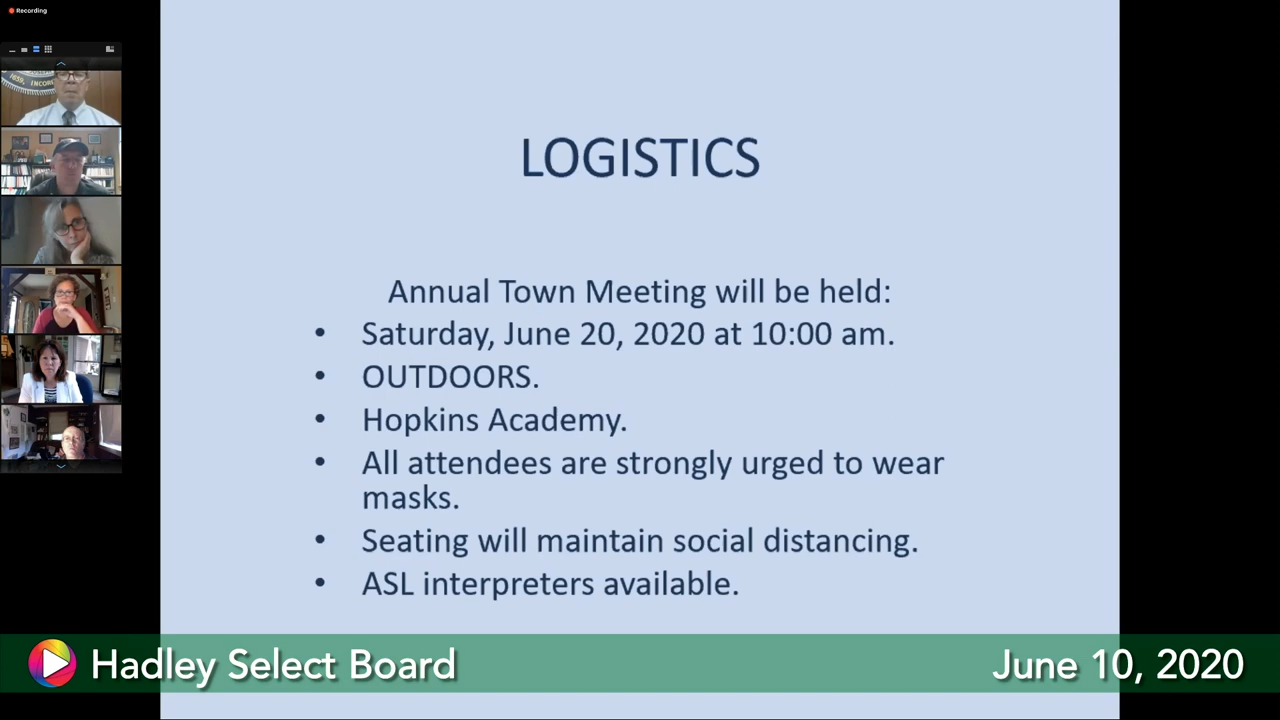 Recording
1659, INCOR
LOGISTICS
Annual Town Meeting will be held:
• Saturday, June 20, 2020 at 10:00 am.
• OUTDOORS.
• Hopkins Academy.
• All attendees are strongly urged to wear
masks.
• Seating will maintain social distancing.
• ASL interpreters available.
Hadley Select Board
June 10, 2020